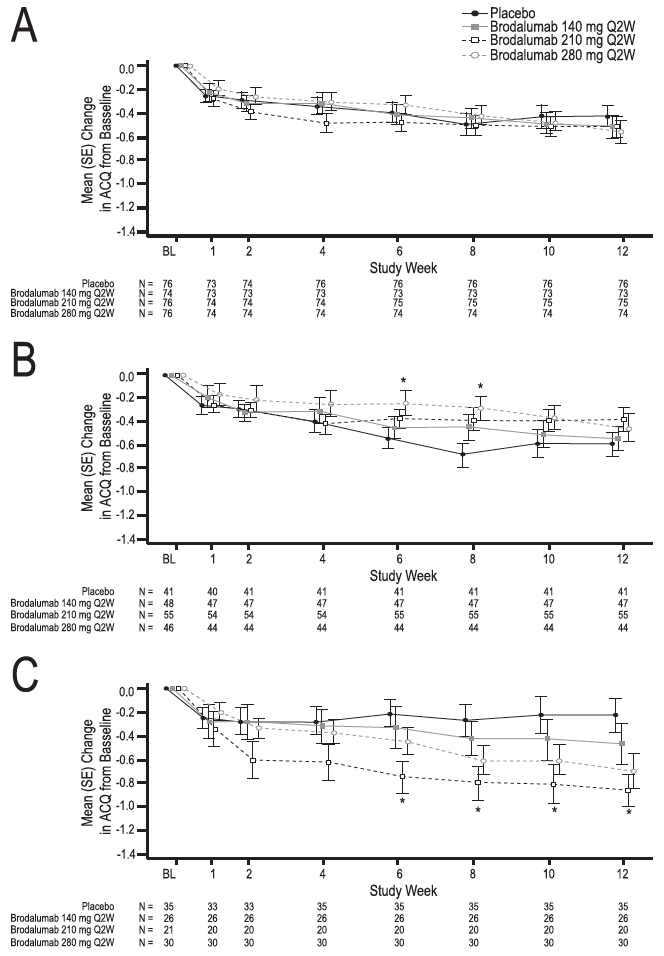 A
Placebo
Brodalumab 140 mg Q2W
Brodalumab 210 mg Q2W
Brodalumab 280 mg Q2W
Mean (SE) Change
in ACQ from Basseline
0.0
-0.2
-0.4
-0.6
-0.8
-1.0
-1.2
-1.4
BL 1 2 4 6 8 10 12
Study Week
Placebo N = 76 73 74 76 76 76 76 76
Brodalumab 140 mg Q2W N = 74 73 73 73 73 73 73 73
Brodalumab 210 mg Q2W N = 76 74 74 74 75 75 75 75
Brodalumab 280 mg Q2W N = 76 74 74 74 74 74 74 74
B
Mean (SE) Change
in ACQ from Basseline
0.0
-0.2
-0.4
-0.6
-0.8
-1.0
-1.2
-1.4
* *
BL 1 2 4 6 8 10 12
Study Week
Placebo N = 41 40 41 41 41 41 41 41
Brodalumab 140 mg Q2W N = 48 47 47 47 47 47 47 47
Brodalumab 210 mg Q2W N = 55 54 54 54 55 55 55 55
Brodalumab 280 mg Q2W N = 46 44 44 44 44 44 44 44
C
Mean (SE) Change
in ACQ from Basseline
0.0
-0.2
-0.4
-0.6
-0.8
-1.0
-1.2
-1.4
* * * *
BL 1 2 4 6 8 10 12
Study Week
Placebo N = 35 33 33 35 35 35 35 35
Brodalumab 140 mg Q2W N = 26 26 26 26 26 26 26 26
Brodalumab 210 mg Q2W N = 21 20 20 20 20 20 20 20
Brodalumab 280 mg Q2W N = 30 30 30 30 30 30 30 30